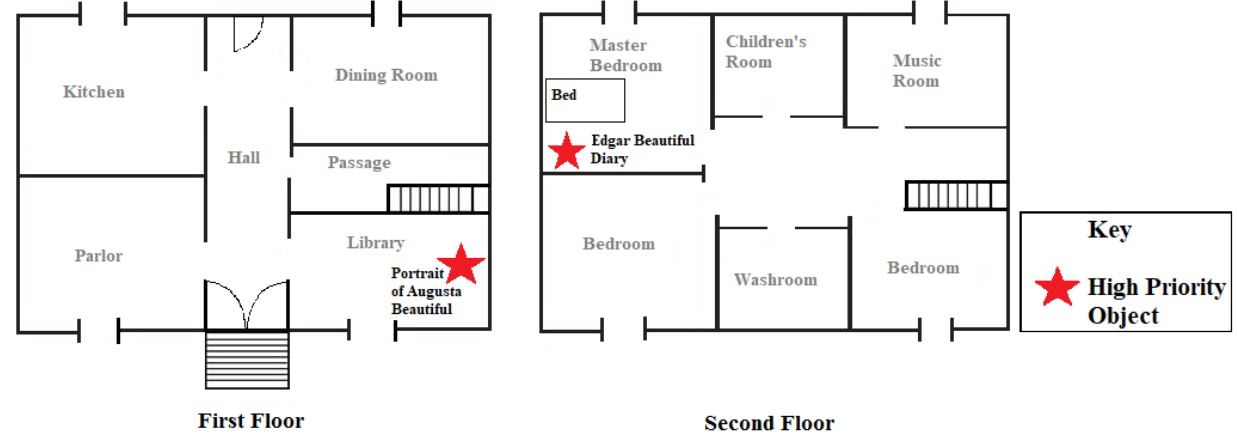 Kitchen
Dining Room
Hall
Passage
Parlor
Library
Portrait
of Augusta
Beautiful
First Floor
Master
Bedroom
Children's
Room
Music
Room
Bed
Edgar Beautiful
Diary
Bedroom
Washroom
Bedroom
Second Floor
Key
High Priority
Object